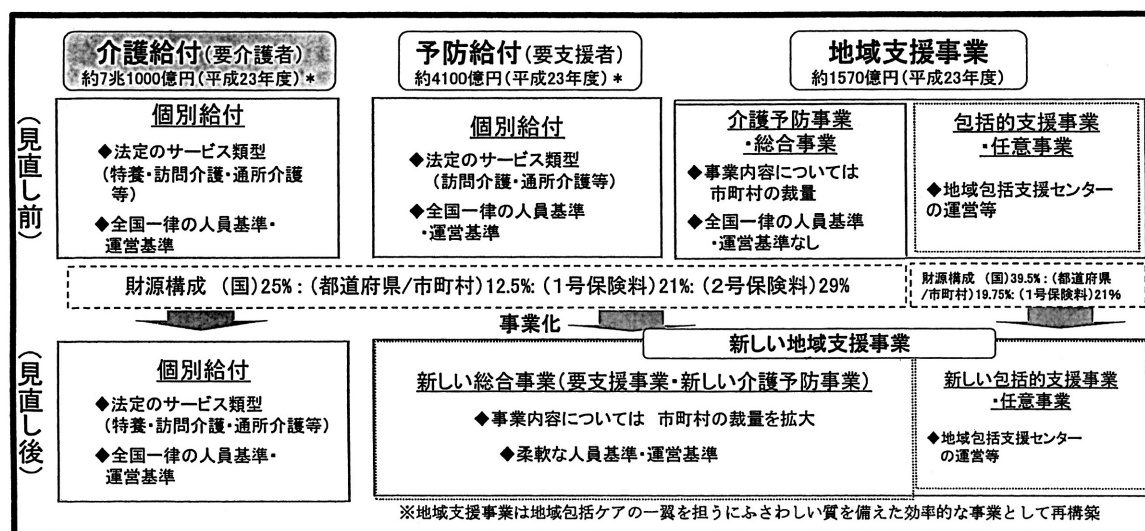 介護給付(要介護者)
約7兆1000億円(平成23年度)*
予防給付(要支援者)
約4100億円(平成23年度)*
地域支援事業
約1570億円(平成23年度)
(見直し前)
個別給付
◆法定のサービス類型
(特養・訪問介護・通所介護
等)
◆全国一律の人員基準・
運営基準
個別給付
◆法定のサービス類型
(訪問介護・通所介護等)
◆全国一律の人員基準
・運営基準
介護予防事業
・総合事業
◆事業内容については
市町村の裁量
◆全国一律の人員基準
・運営基準なし
包括的支援事業
・任意事業
◆地域包括支援センター
の運営等
財源構成 (国)25%:(都道府県/市町村)12.5%:(1号保険料)21%:(2号保険料)29%
財源構成 (国)39.5%:(都道府県
/市町村)19.75%:(1号保険料)21%
事業化
新しい地域支援事業
(見直し後)
個別給付
◆法定のサービス類型
(特養・訪問介護・通所介護等)
◆全国一律の人員基準・
運営基準
新しい総合事業(要支援事業・新しい介護予防事業)
◆事業内容については 市町村の裁量を拡大
◆柔軟な人員基準・運営基準
新しい包括的支援事業
・任意事業
◆地域包括支援センター
の運営等
※地域支援事業は地域包括ケアの一翼を担うにふさわしい質を備えた効率的な事業として再構築